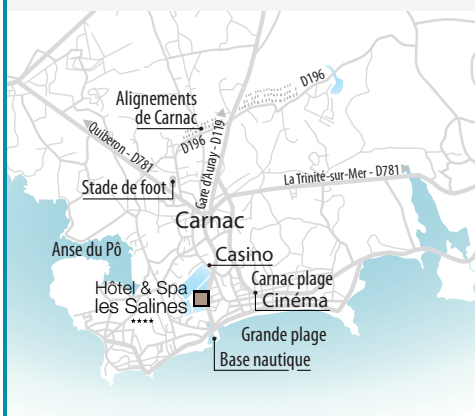 D196
Alignements
de Carnac
D196
Quiberon - D781
Gare d'Auray - D119
La Trinité-sur-Mer - D781
Stade de foot
Carnac
Anse du Pô
Casino
Carnac plage
Hôtel & Spa
les Salines
****
Cinéma
Grande plage
Base nautique